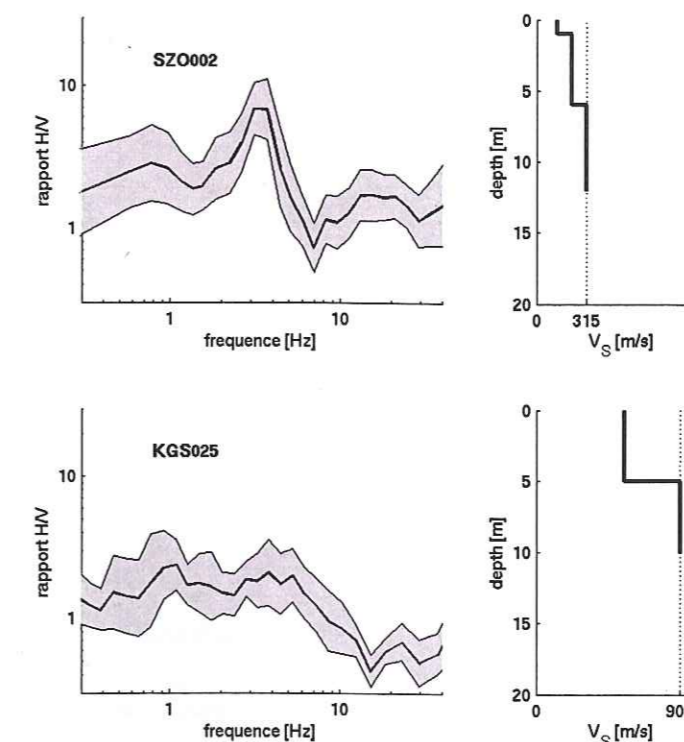 SZO002
10
1
rapport H/V
1 10
frequence [Hz]
0
5
10
15
20
depth [m]
0 315
V_S [m/s]
KGS025
10
1
rapport H/V
1 10
frequence [Hz]
0
5
10
15
20
depth [m]
0 90
V_S [m/s]